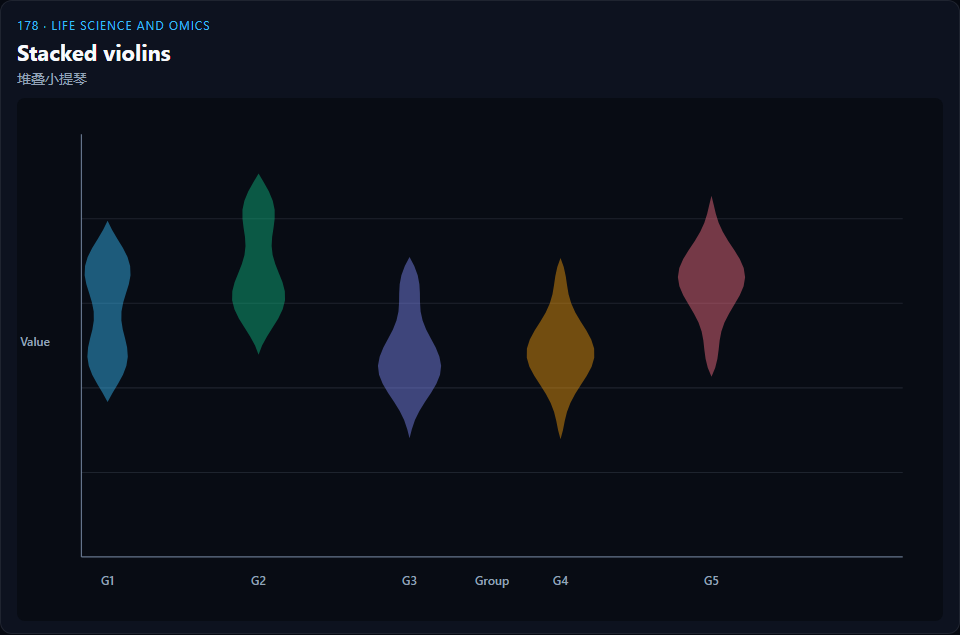 178 · LIFE SCIENCE AND OMICS
Stacked violins
堆叠小提琴
Value
G1 G2 G3 Group G4 G5